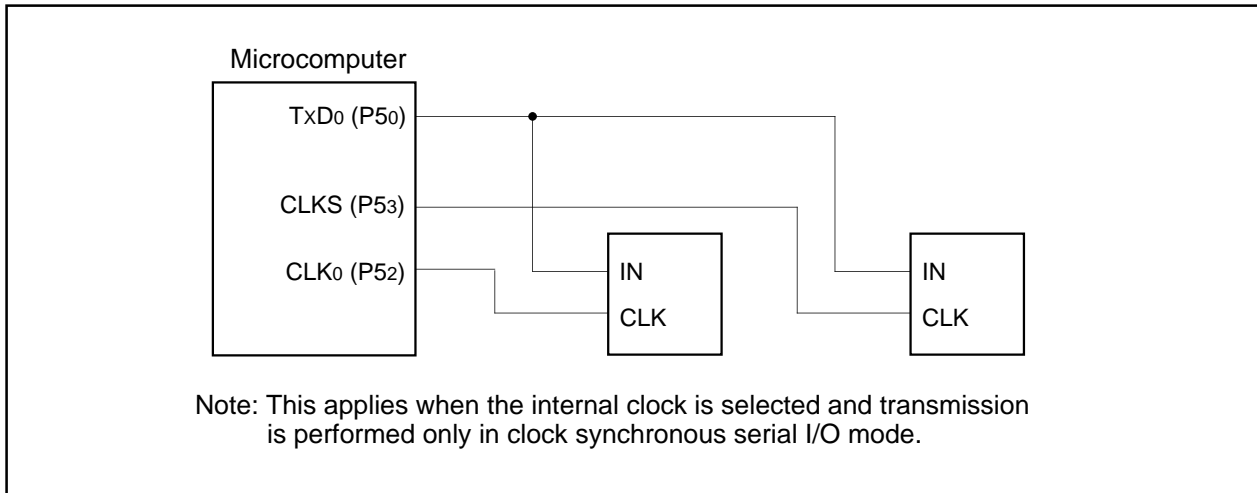 Microcomputer
TxD0 (P50)
CLKS (P53)
CLK0 (P52)
IN
CLK
IN
CLK
Note: This applies when the internal clock is selected and transmission
is performed only in clock synchronous serial I/O mode.